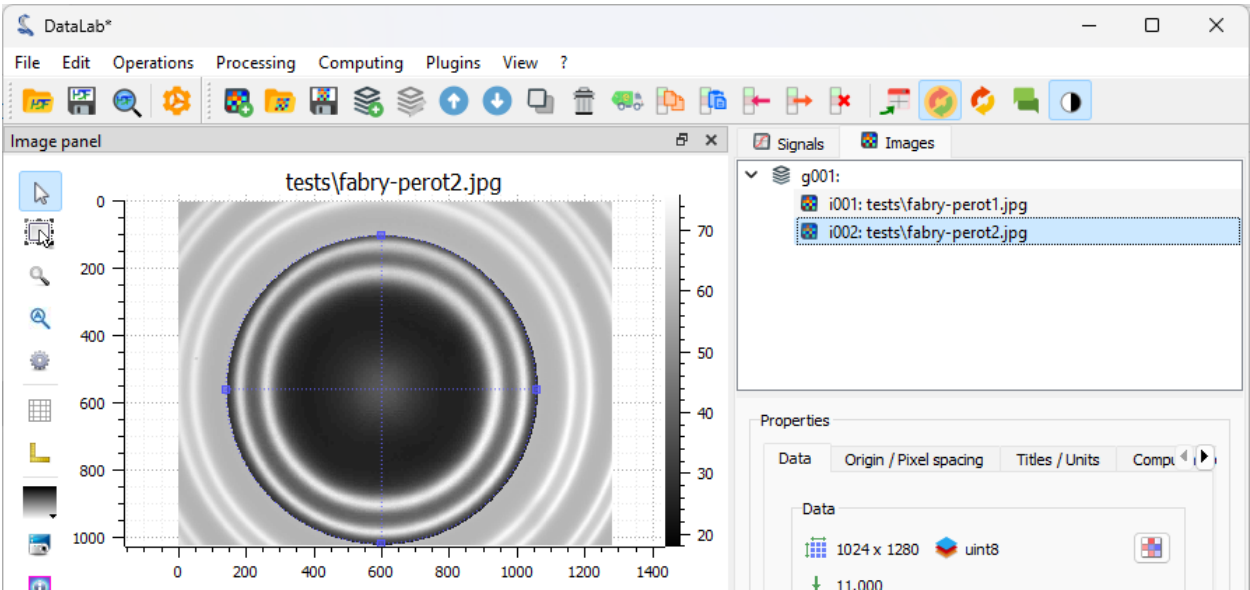 DataLab*
File Edit Operations Processing Computing Plugins View ?
Image panel
tests\fabry-perot2.jpg
0
200
400
600
800
1000
0 200 400 600 800 1000 1200 1400
70
60
50
40
30
20
Signals Images
g001:
i001: tests\fabry-perot1.jpg
i002: tests\fabry-perot2.jpg
Properties
Data Origin / Pixel spacing Titles / Units
Data
1024 x 1280 uint8
11.000